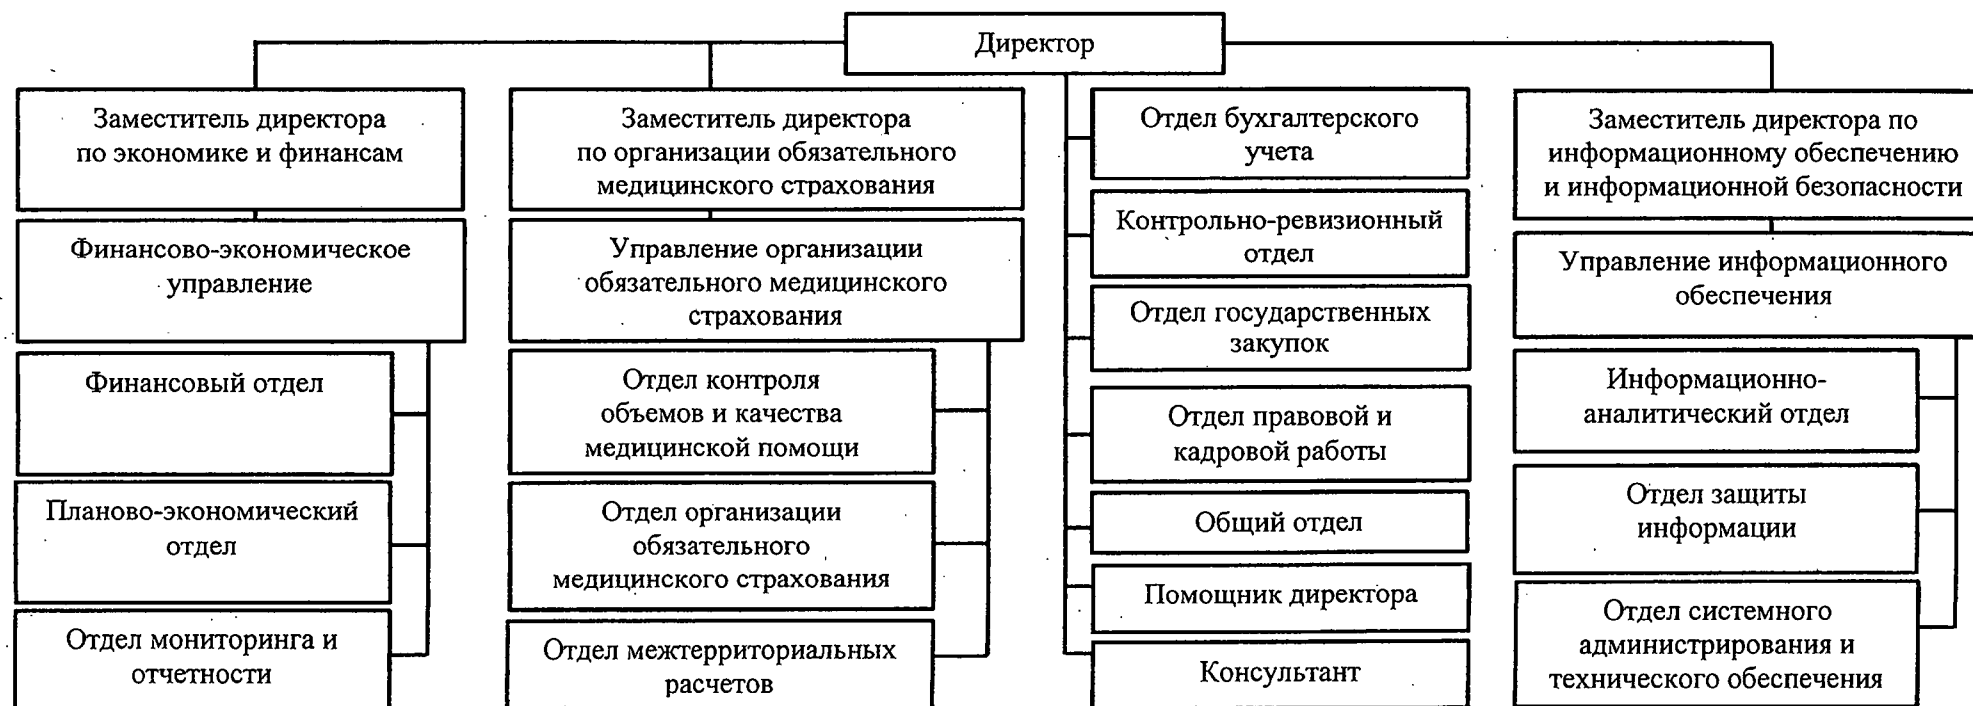 Директор
Заместитель директора
по экономике и финансам
Финансово-экономическое
управление
Финансовый отдел
Планово-экономический
отдел
Отдел мониторинга и
отчетности
Заместитель директора
по организации обязательного
медицинского страхования
Управление организации
обязательного медицинского
страхования
Отдел контроля
объемов и качества
медицинской помощи
Отдел организации
обязательного
медицинского страхования
Отдел межтерриториальных
расчетов
Отдел бухгалтерского
учета
Контрольно-ревизионный
отдел
Отдел государственных
закупок
Отдел правовой и
кадровой работы
Общий отдел
Помощник директора
Консультант
Заместитель директора по
информационному обеспечению
и информационной безопасности
Управление информационного
обеспечения
Информационно-
аналитический отдел
Отдел защиты
информации
Отдел системного
администрирования и
технического обеспечения